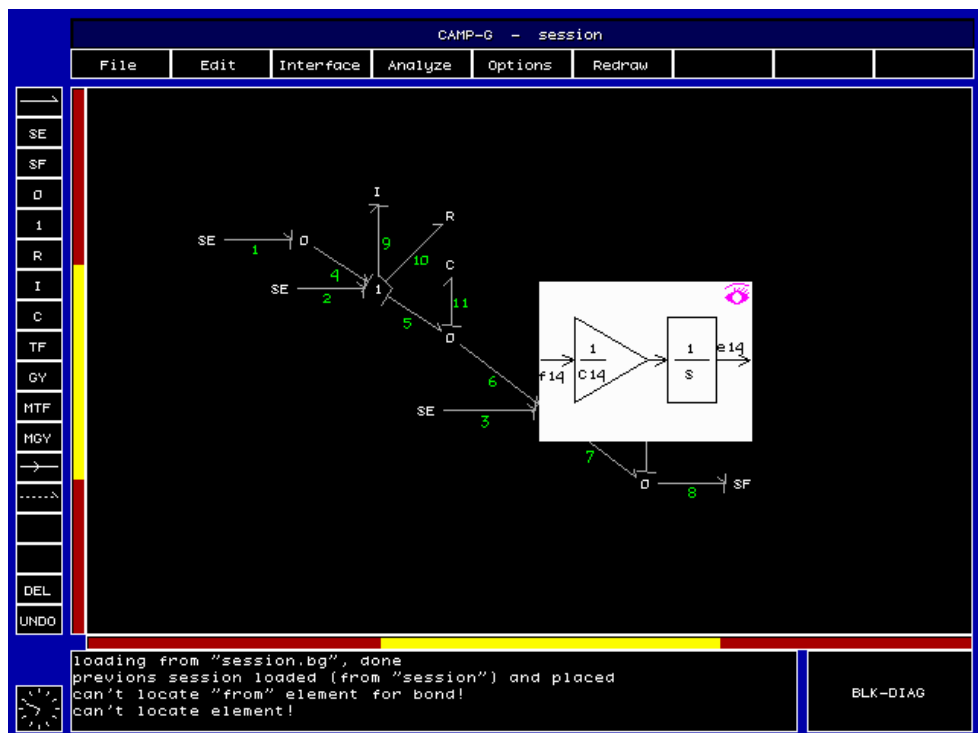 CAMP-G - session
File Edit Interface Analyze Options Redraw
SE
SF
0
1
R
I
C
TF
GY
MTF
MGY
DEL
UNDO
I
R
SE 1 0
9
10
4
C
SE 2 1
11
5
0
6
SE 3
f14 1 C14 1 S e14
7
0 8 SF
loading from "session.bg", done
previons session loaded (from "session") and placed
can't locate "from" element for bond!
can't locate element!
BLK-DIAG